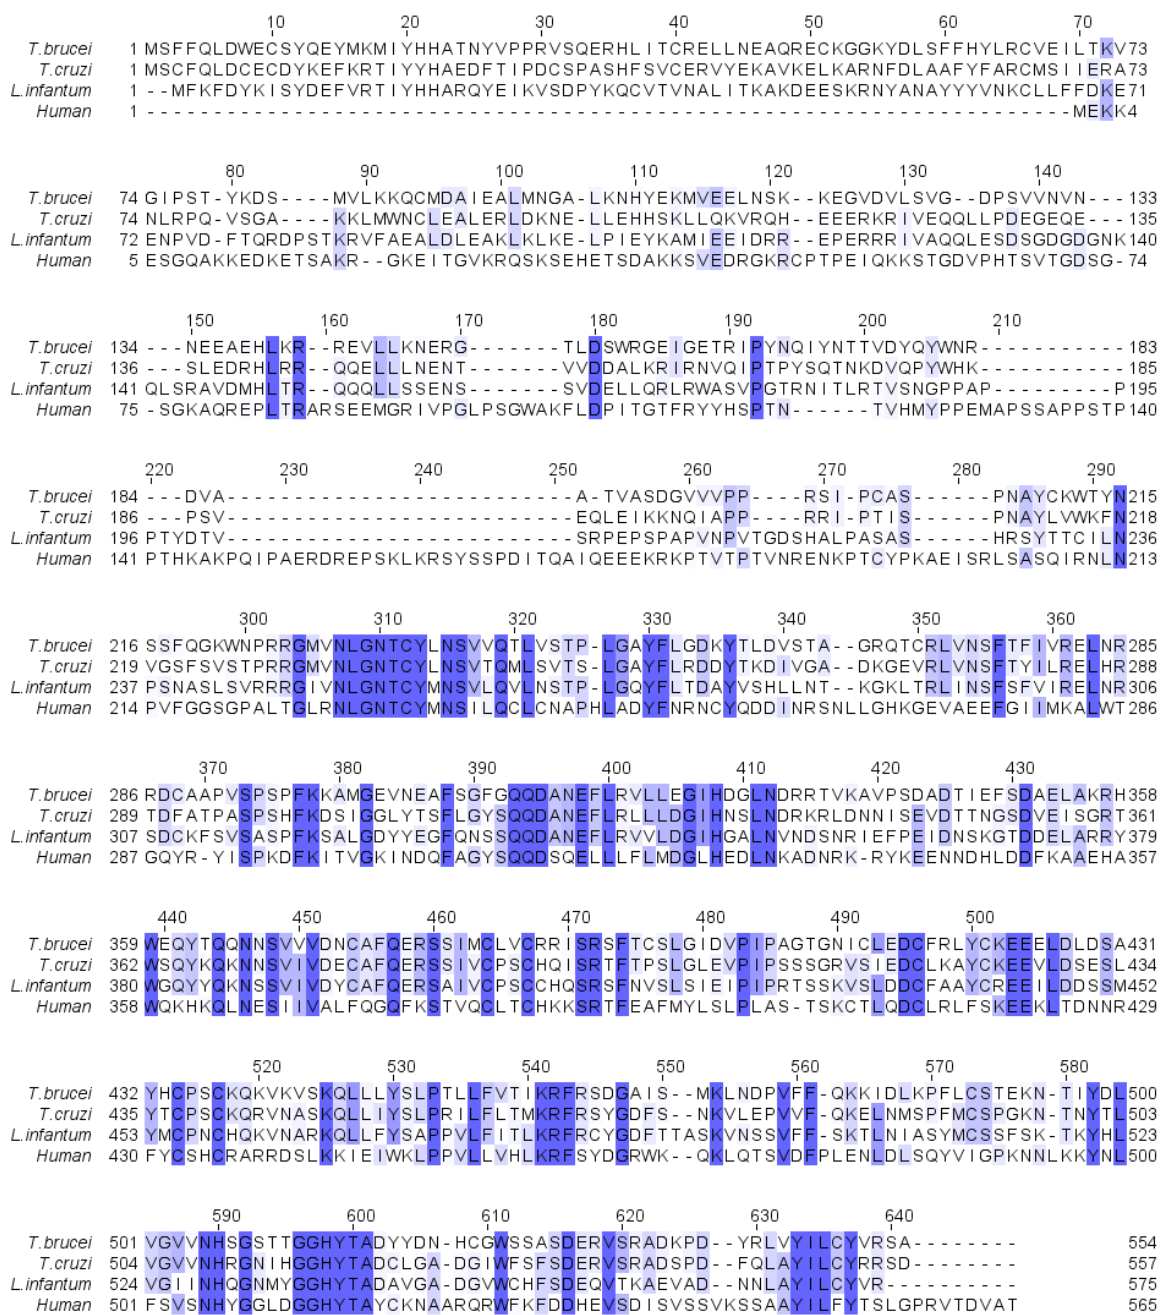 10 20 30 40 50 60 70
T.brucei 1 MSFFQLDWECSYQEYMKMIYHHATNYVPPRVSQERHLITCRELLNEAQRECKGGKYDLSFFHYLRCVEILTKV73
T.cruzi 1 MSCFQLDCECDYKEFKRTIYYHAEDFTIPDCSPASHFSVCERVYEKAVKELKARNFDLAAFYFARCMSIIERA73
L.infantum 1 --MFKFDYKISYDEFVRTIYHHARQYEIKVSDPYKQCVTVNALITKAKDEESKRNYANAYYYVNKCLLFFDKE71
Human 1 ---------------------------------------------------------------------MEKK4
80 90 100 110 120 130 140
T.brucei 74 GIPST-YKDS----MVLKKQCMDAIEALMNGA-LKNHYEKMVEELNSK--KEGVDVLSVG--DPSVVNVN---133
T.cruzi 74 NLRPQ-VSGA----KKLMWNCLEALERLDKNE-LLEHHSKLLQKVRQH--EEERKRIVEQQLLPDEGEQE---135
L.infantum 72 ENPVD-FTQRDPSTKRVFAEALDLEAKLKLKE-LPIEYKAMIEEIDRR--EPERRRIVAQQLESDSGDGDGNK140
Human 5 ESGQAKKEDKETSAKR--GKEITGVKRQSKSEHETSDAKKSVEDRGKRCPTPEIQKKSTGDVPHTSVTGDSG-74
150 160 170 180 190 200 210
T.brucei 134 --NEEAEHLKR--REVLLKNERG-----TLDSWRGEIGETRIPYNQIYNTTVDYQYWNR--------183
T.cruzi 136 --SLEDRHLRR--QQELLLNENT-----VVDDALKRIRNVQIPTPYSQTNKDVQPYWHK--------185
L.infantum 141 QLSRAVDMHLTR--QQQLLSSENS-----SVDELLQRLRWASVPGTRNITLRTVSNGPPAP-------P195
Human 75 -SGKAQREPLTRARSEEMGRIVPGLPSGWAKFLDPITGTFRYYHSPTN------TVHMYPPEMAPSSAPPSTP140
220 230 240 250 260 270 280 290
T.brucei 184 ---DVA--------------------------A-TVASDGVVVPP----RSI-PCAS------PNAYCKWTYN215
T.cruzi 186 ---PSV--------------------------EQLEIKKNQIAPP----RRI-PTIS------PNAYLVWKFN218
L.infantum 196 PTYDTV--------------------------SRPEPSPAPVNPVTGDSHALPASAS------HRSYTTCILN236
Human 141 PTHKAKPQIPAERDREPSKLKRSYSSPDITQAIQEEEKRKPTVTPTVNRENKPTCYPKAEISRLSASQIRNLN213
300 310 320 330 340 350 360
T.brucei 216 SSFQGKWNPRRGMVNLGNTCYLNSVVQTLVSTP-LGAYFLGDKYTLDVSTA--GRQTCRLVNSFTFIVRELNR285
T.cruzi 219 VGSFSVSTPRRGMVNLGNTCYLNSVTQMLSVTS-LGAYFLRDDYTKDIVGA--DKGEVRLVNSFTYILRELHR288
L.infantum 237 PSNASLSVRRRGIVNLGNTCYMNSVLQVLNSTP-LGQYFLTDAYVSHLLNT--KGKLTRLINSFSFVIRELNR306
Human 214 PVFGGSGPALTGLRNLGNTCYMNSILQCLCNAPHLADYFNRNCYQDDINRSNLLGHKGEVAEEFGIIMKALWT286
370 380 390 400 410 420 430
T.brucei 286 RDCAAPVSPSPFKKAMGEVNEAFSGFGQQDANEFLRVLLEGIHDGLNDRRTVKAVPSDADTIEFSDAELAKRH358
T.cruzi 289 TDFATPASPSHFKDSIGGLYTSFLGYSQQDANEFLRLLLDGIHNSLNDRKRLDNNISEVDTTNGSDVEISGRT361
L.infantum 307 SDCKFSVSASPFKSALGDYYEGFQNSSQQDANEFLRVVLDGIHGALNVNDSNRIEFPEIDNSKGTDDELARRY379
Human 287 GQYR-YISPKDFKITVGKINDQFAGYSQQDSQELLLFLMDGLHEDLNKADNRK-RYKEENNDHLDDFKAAEHA357
440 450 460 470 480 490 500
T.brucei 359 WEQYTQQNNSVVVDNCAFQERSSIMCLVCRRISRSFTCSLGIDVPIPAGTGNICLEDCFRLYCKEEELDLDSA431
T.cruzi 362 WSQYKQKNNSVIVDECAFQERSSIVCPSCHQISRTFTPSLGLEVPIPSSSGRVSIEDCLKAYCKEEVLDSESL434
L.infantum 380 WGQYYQKNSSVIVDYCAFQERSAIVCPSCCHQSRSFNVSLSIEIPIPRTSSKVSLDDCFAAYCREEILDDSSM452
Human 358 WQKHKQLNESIIVALFQGQFKSTVQCLTCHKKSRTFEAFMYLSLPLAS-TSKCTLQDCLRLFSKEEKLTDNNR429
520 530 540 550 560 570 580
T.brucei 432 YHCPSCKQKVKVSKQLLLYSLPTLLFVTIKRFRSDGAIS--MKLNDPVFF-QKKIDLKPFLCSTEKN-TIYDL500
T.cruzi 435 YTCPSCKQRVNASKQLLIYSLPRILFLTMKRFRSYGDFS--NKVLEPVVF-QKELNMSPFMCSPGKN-TNYTL503
L.infantum 453 YMCPNCHQKVNARKQLLFYSAPPVLFITLKRFRCYGDFTTASKVNSSVFF-SKTLNIASYMCSSFSK-TKYHL523
Human 430 FYCSHCRARRDSLKKIEIWKLPPVLLVHLKRFSYDGRWK--QKLQTSVDFPLENLDLSQYVIGPKNNLKKYNL500
590 600 610 620 630 640
T.brucei 501 VGVVNHSGSTTGGHYTADYYDN-HCGWSSASDERVSRADKPD--YRLVYILCYVRSA-------- 554
T.cruzi 504 VGVVNHRGNIHGGHYTADCLGA-DGIWFSFSDERVSRADSPD--FQLAYILCYRRSD-------- 557
L.infantum 524 VGIINHQGNMYGGHYTADAVGA-DGVWCHFSDEQVTKAEVAD--NNLAYILCYVR---------- 575
Human 501 FSVSNHYGGLDGGHYTAYCKNAARQRWFKFDDHEVSDISVSSVKSSAAYILFYTSLGPRVTDVAT 565